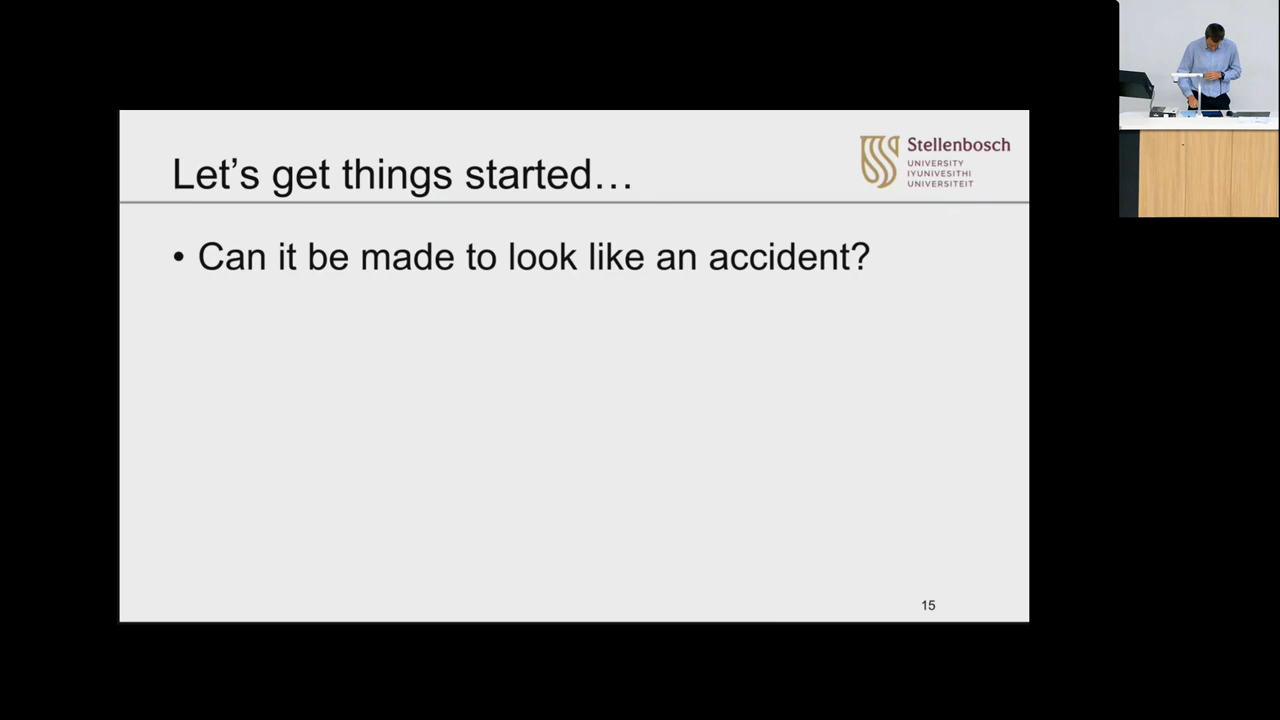 Let's get things started…
Stellenbosch
UNIVERSITY
IYUNIVESITHI
UNIVERSITEIT
• Can it be made to look like an accident?
15